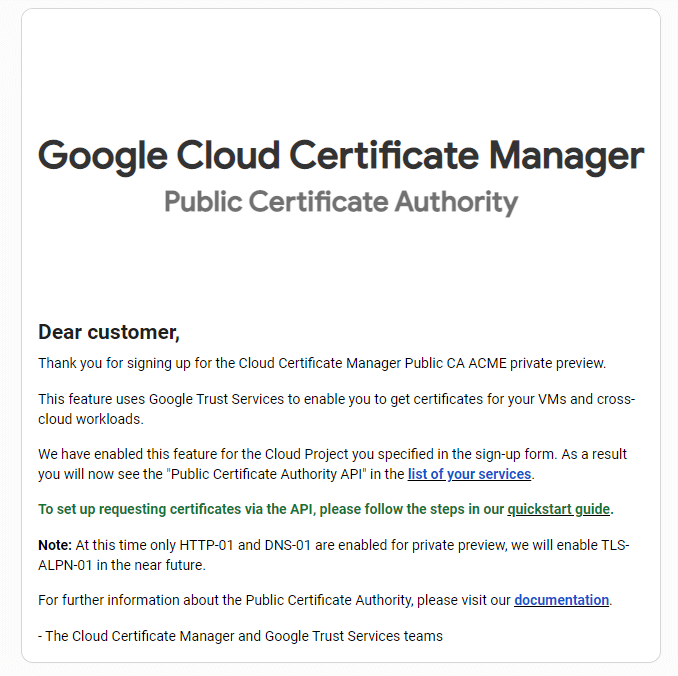 Google Cloud Certificate Manager
Public Certificate Authority
Dear customer,
Thank you for signing up for the Cloud Certificate Manager Public CA ACME private preview.
This feature uses Google Trust Services to enable you to get certificates for your VMs and cross-
cloud workloads.
We have enabled this feature for the Cloud Project you specified in the sign-up form. As a result
you will now see the "Public Certificate Authority API" in the list of your services.
To set up requesting certificates via the API, please follow the steps in our quickstart guide.
Note: At this time only HTTP-01 and DNS-01 are enabled for private preview, we will enable TLS-
ALPN-01 in the near future.
For further information about the Public Certificate Authority, please visit our documentation.
- The Cloud Certificate Manager and Google Trust Services teams